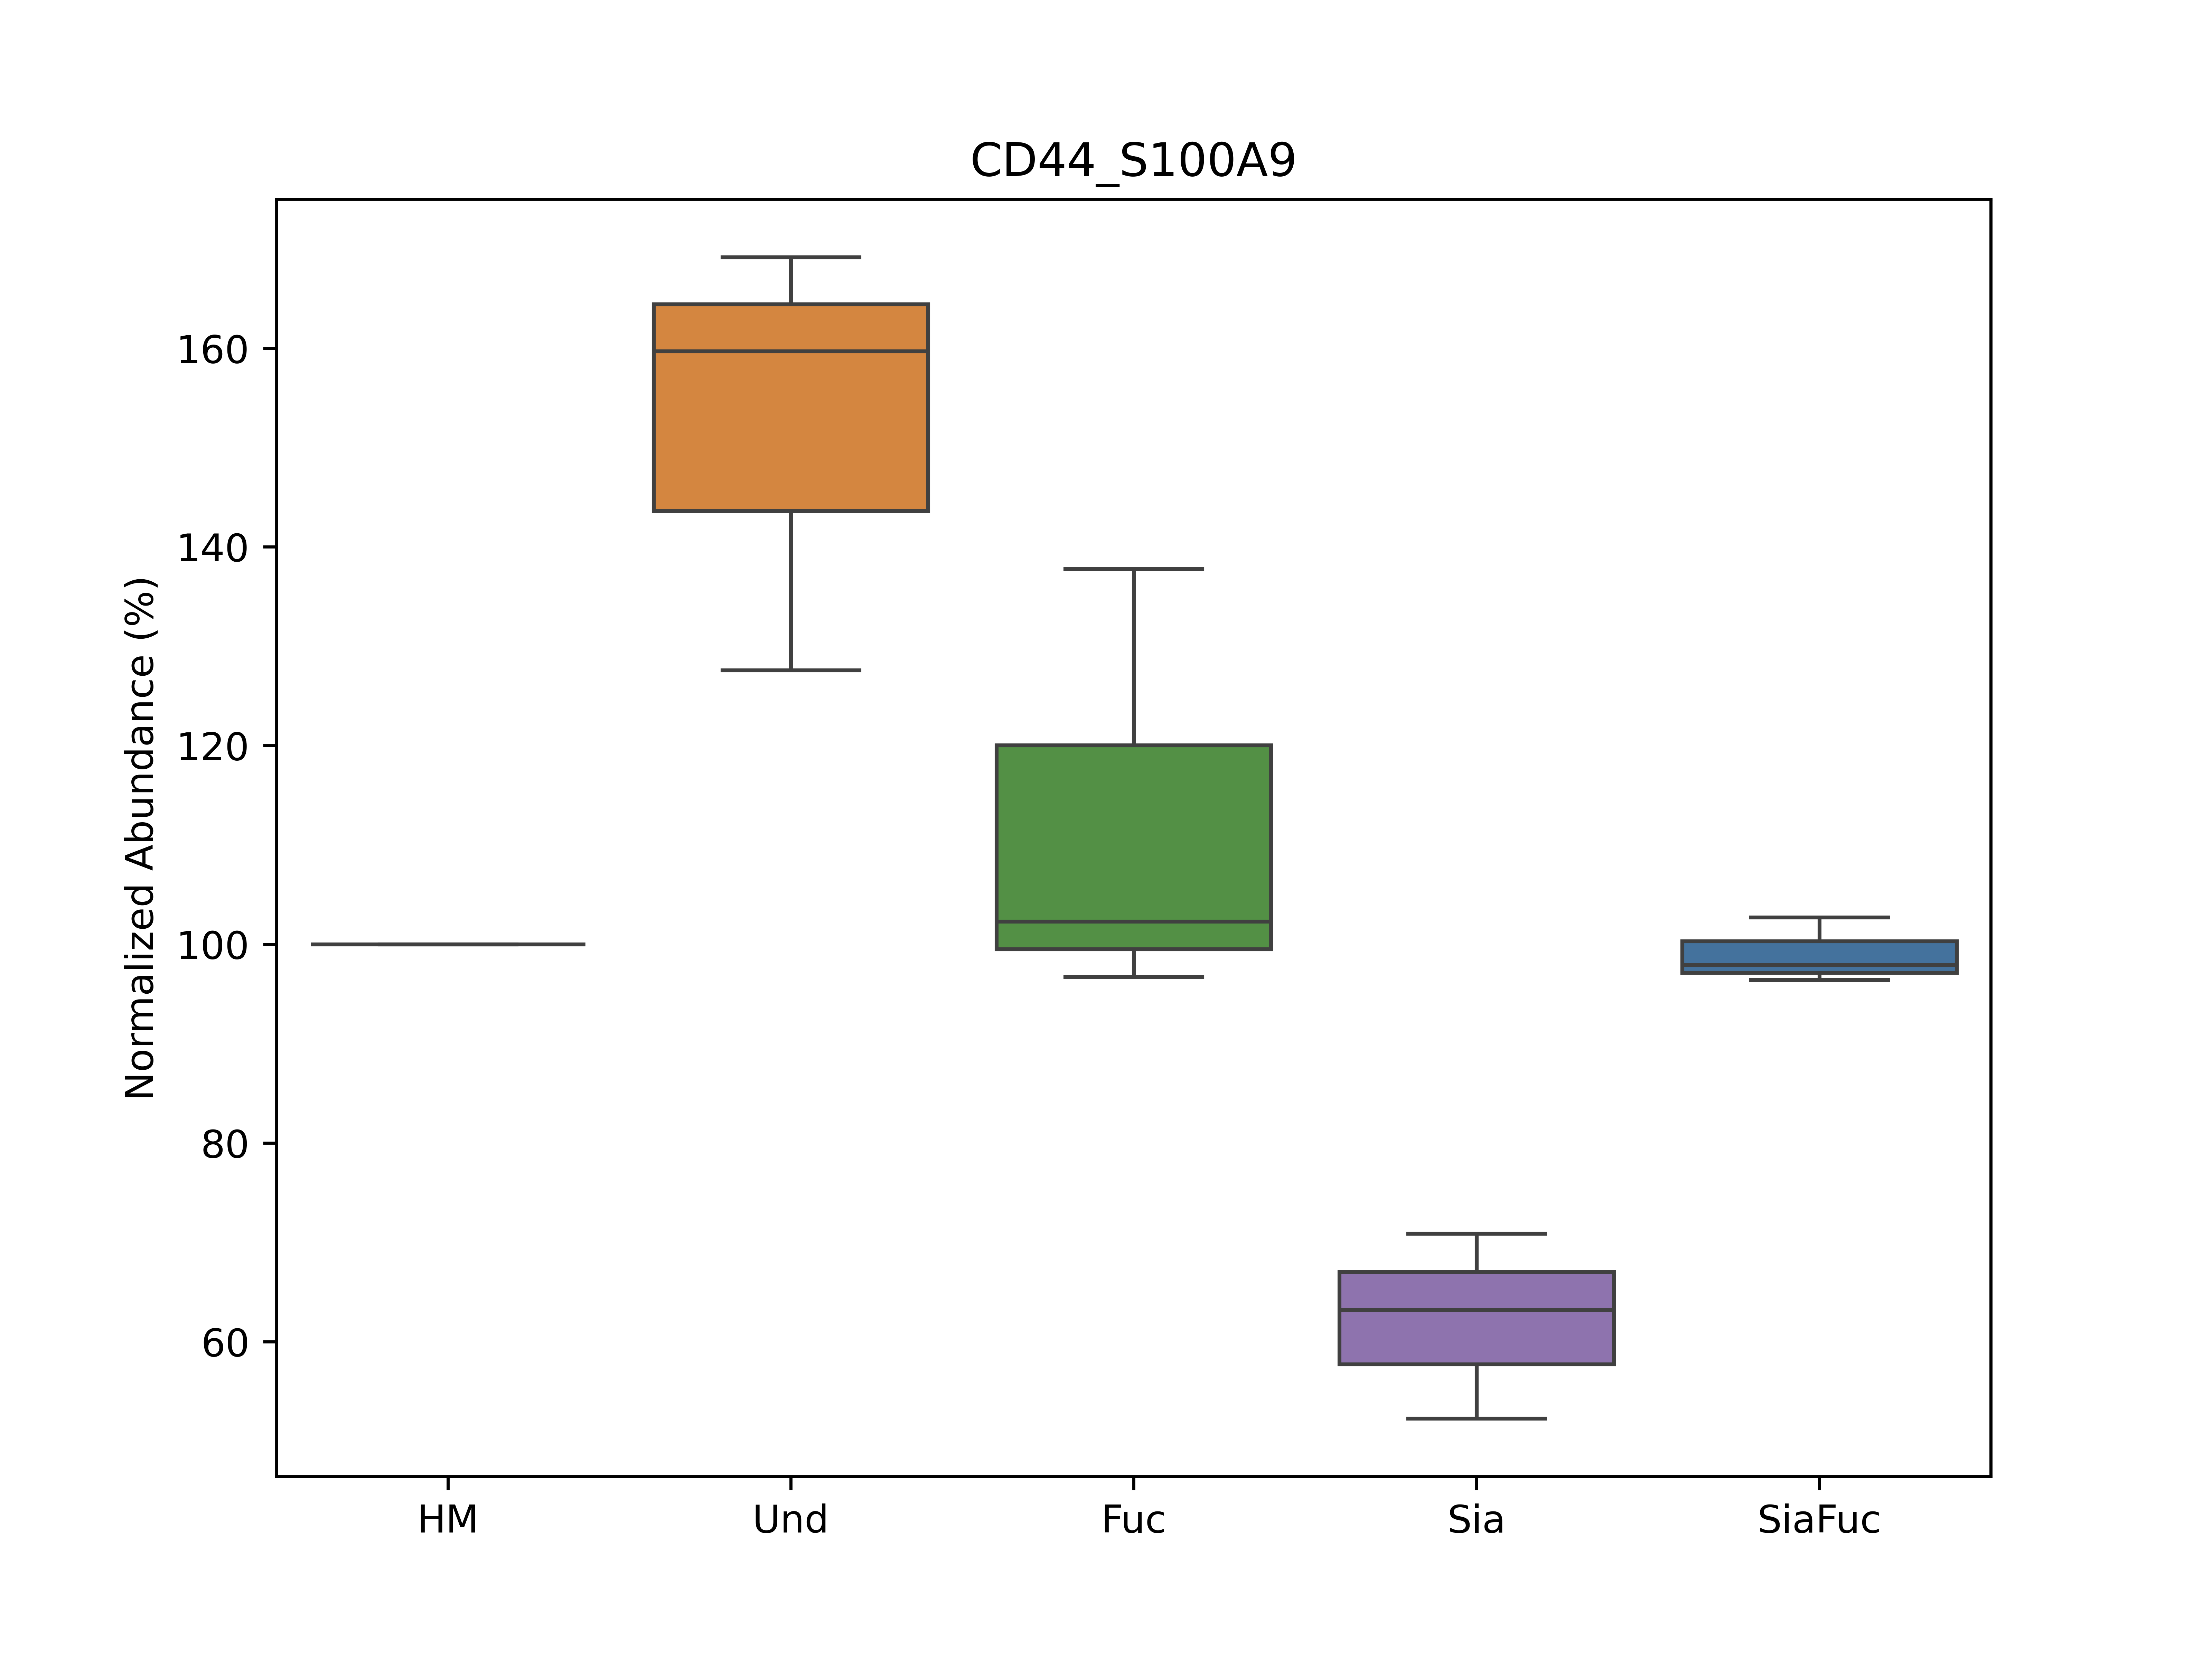 CD44_S100A9
Normalized Abundance (%)
160
140
120
100
80
60
HM
Und
Fuc
Sia
SiaFuc